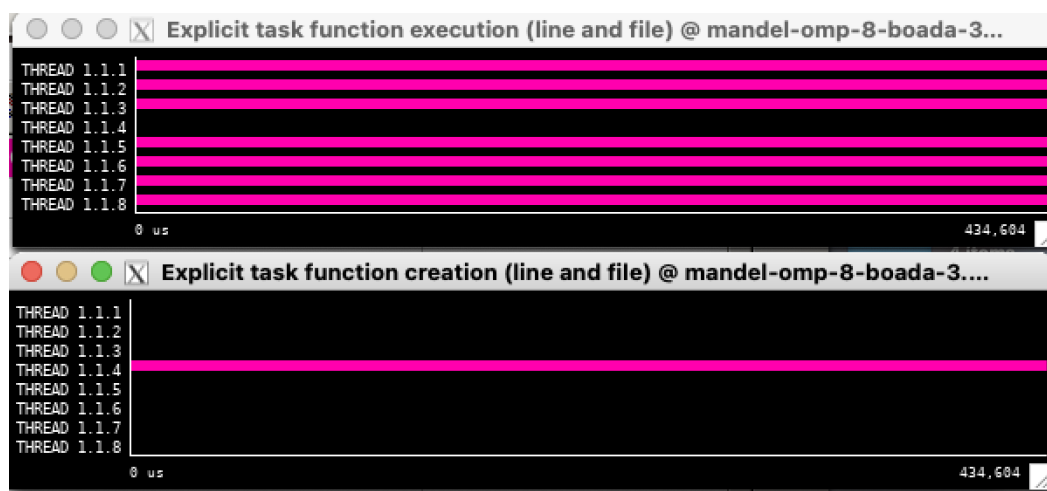 Explicit task function execution (line and file) @ mandel-omp-8-boada-3...
THREAD 1.1.1
THREAD 1.1.2
THREAD 1.1.3
THREAD 1.1.4
THREAD 1.1.5
THREAD 1.1.6
THREAD 1.1.7
THREAD 1.1.8
0 us 434,604
Explicit task function creation (line and file) @ mandel-omp-8-boada-3....
THREAD 1.1.1
THREAD 1.1.2
THREAD 1.1.3
THREAD 1.1.4
THREAD 1.1.5
THREAD 1.1.6
THREAD 1.1.7
THREAD 1.1.8
0 us 434,604